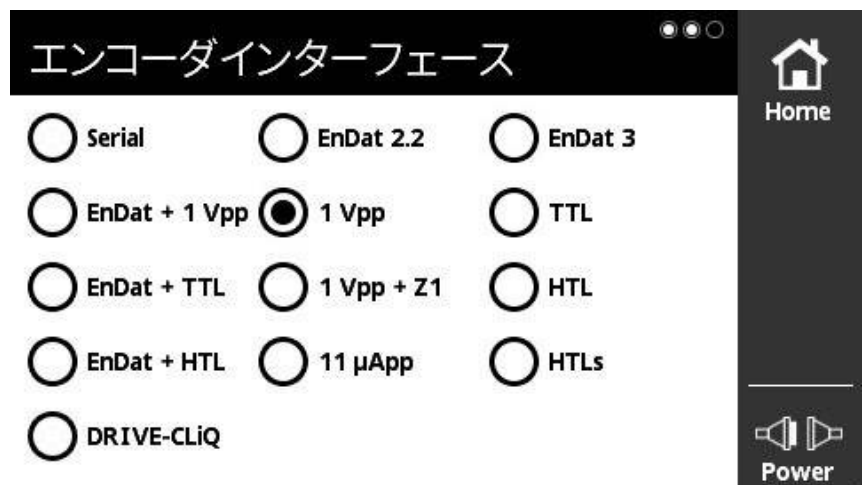 エンコーダインターフェース
Home
Serial EnDat 2.2 EnDat 3
EnDat + 1 Vpp 1 Vpp TTL
EnDat + TTL 1 Vpp + Z1 HTL
EnDat + HTL 11 µApp HTLs
DRIVE-CLiQ
Power